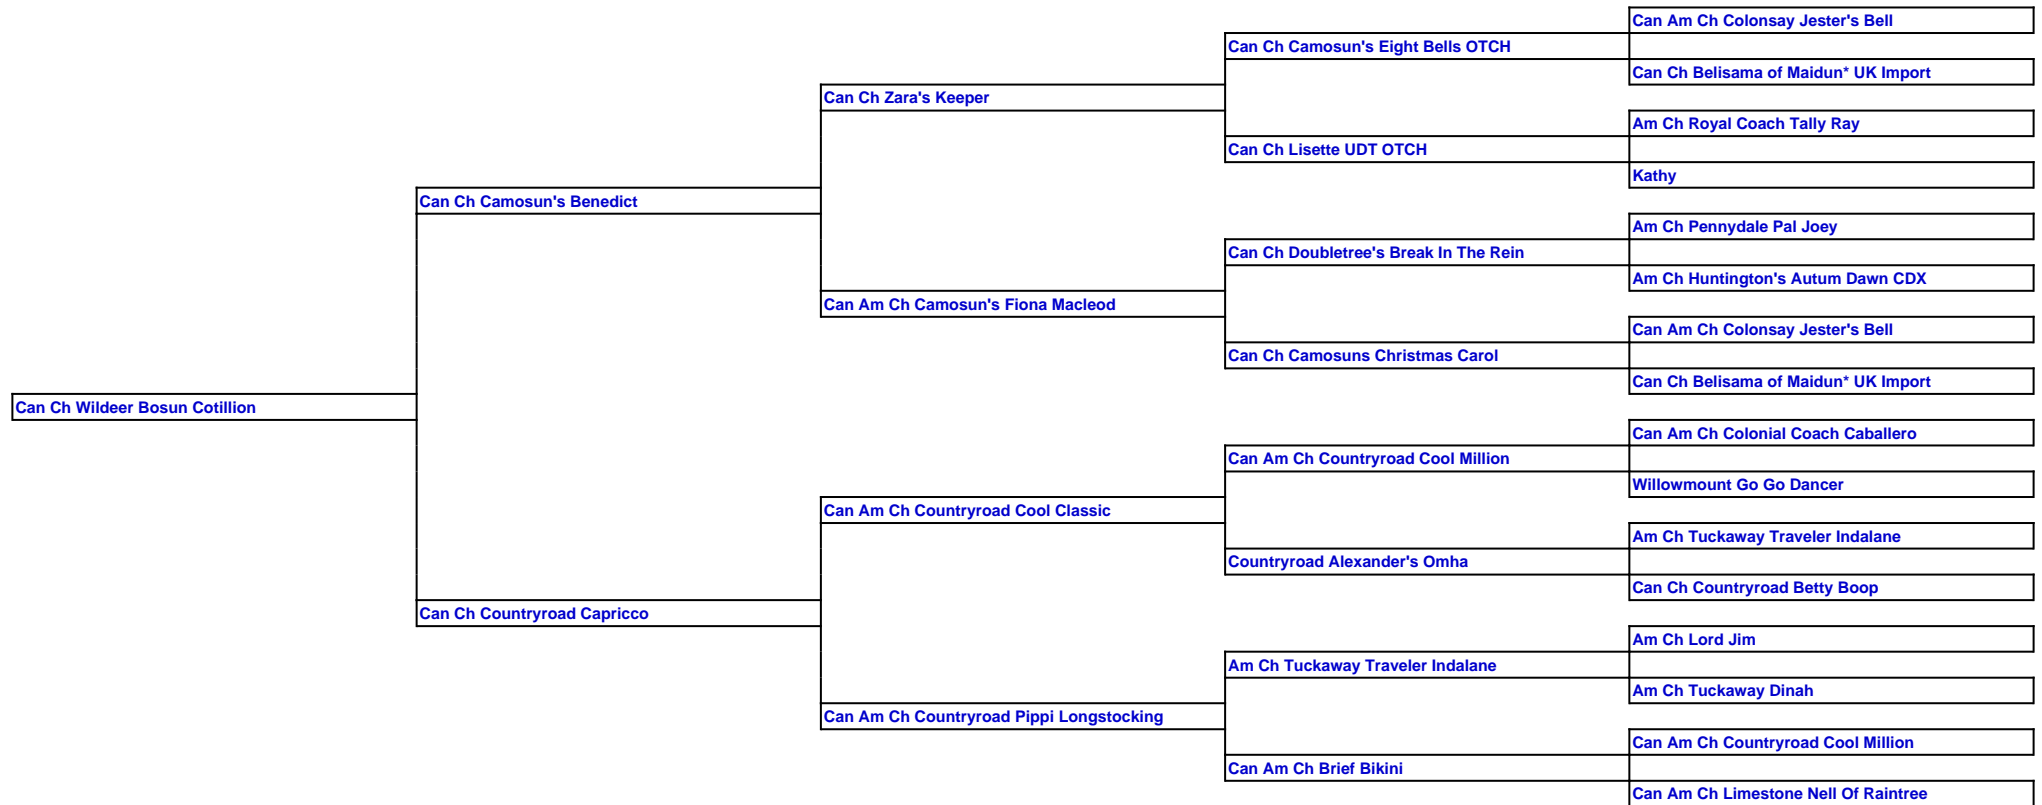 Can Am Ch Colonsay Jester's Bell
Can Ch Camosun's Eight Bells OTCH
Can Ch Belisama of Maidun* UK Import
Can Ch Zara's Keeper
Am Ch Royal Coach Tally Ray
Can Ch Lisette UDT OTCH
Kathy
Can Ch Camosun's Benedict
Am Ch Pennydale Pal Joey
Can Ch Doubletree's Break In The Rein
Am Ch Huntington's Autum Dawn CDX
Can Am Ch Camosun's Fiona Macleod
Can Am Ch Colonsay Jester's Bell
Can Ch Camosuns Christmas Carol
Can Ch Belisama of Maidun* UK Import
Can Ch Wildeer Bosun Cotillion
Can Am Ch Colonial Coach Caballero
Can Am Ch Countryroad Cool Million
Willowmount Go Go Dancer
Can Am Ch Countryroad Cool Classic
Am Ch Tuckaway Traveler Indalane
Countryroad Alexander's Omha
Can Ch Countryroad Betty Boop
Can Ch Countryroad Capricco
Am Ch Lord Jim
Am Ch Tuckaway Traveler Indalane
Am Ch Tuckaway Dinah
Can Am Ch Countryroad Pippi Longstocking
Can Am Ch Countryroad Cool Million
Can Am Ch Brief Bikini
Can Am Ch Limestone Nell Of Raintree